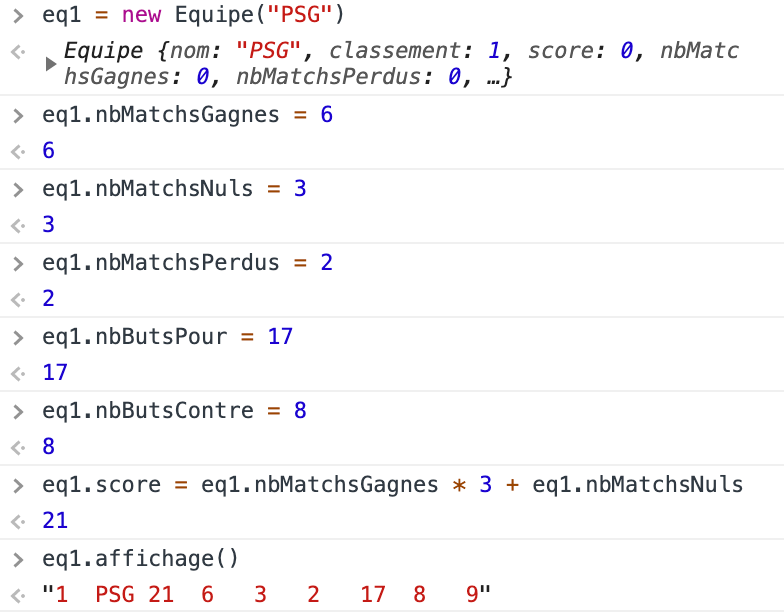 > eq1 = new Equipe("PSG")
<· ▶ Equipe {nom: "PSG", classement: 1, score: 0, nbMatc
hsGagnes: 0, nbMatchsPerdus: 0, …}
> eq1.nbMatchsGagnes = 6
<· 6
> eq1.nbMatchsNuls = 3
<· 3
> eq1.nbMatchsPerdus = 2
<· 2
> eq1.nbButsPour = 17
<· 17
> eq1.nbButsContre = 8
<· 8
> eq1.score = eq1.nbMatchsGagnes * 3 + eq1.nbMatchsNuls
<· 21
> eq1.affichage()
<· "1  PSG 21  6   3   2   17  8   9"